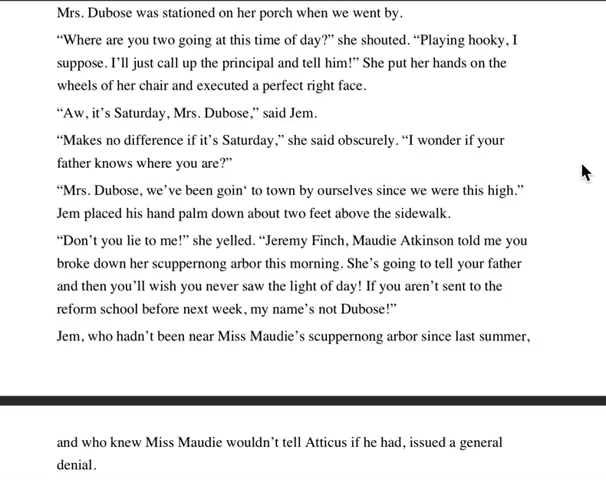 Mrs. Dubose was stationed on her porch when we went by.
“Where are you two going at this time of day?” she shouted. “Playing hooky, I
suppose. I’ll just call up the principal and tell him!” She put her hands on the
wheels of her chair and executed a perfect right face.
“Aw, it’s Saturday, Mrs. Dubose,” said Jem.
“Makes no difference if it’s Saturday,” she said obscurely. “I wonder if your
father knows where you are?”
“Mrs. Dubose, we’ve been goin‘ to town by ourselves since we were this high.”
Jem placed his hand palm down about two feet above the sidewalk.
“Don’t you lie to me!” she yelled. “Jeremy Finch, Maudie Atkinson told me you
broke down her scuppernong arbor this morning. She’s going to tell your father
and then you’ll wish you never saw the light of day! If you aren’t sent to the
reform school before next week, my name’s not Dubose!”
Jem, who hadn’t been near Miss Maudie’s scuppernong arbor since last summer,
and who knew Miss Maudie wouldn’t tell Atticus if he had, issued a general
denial.